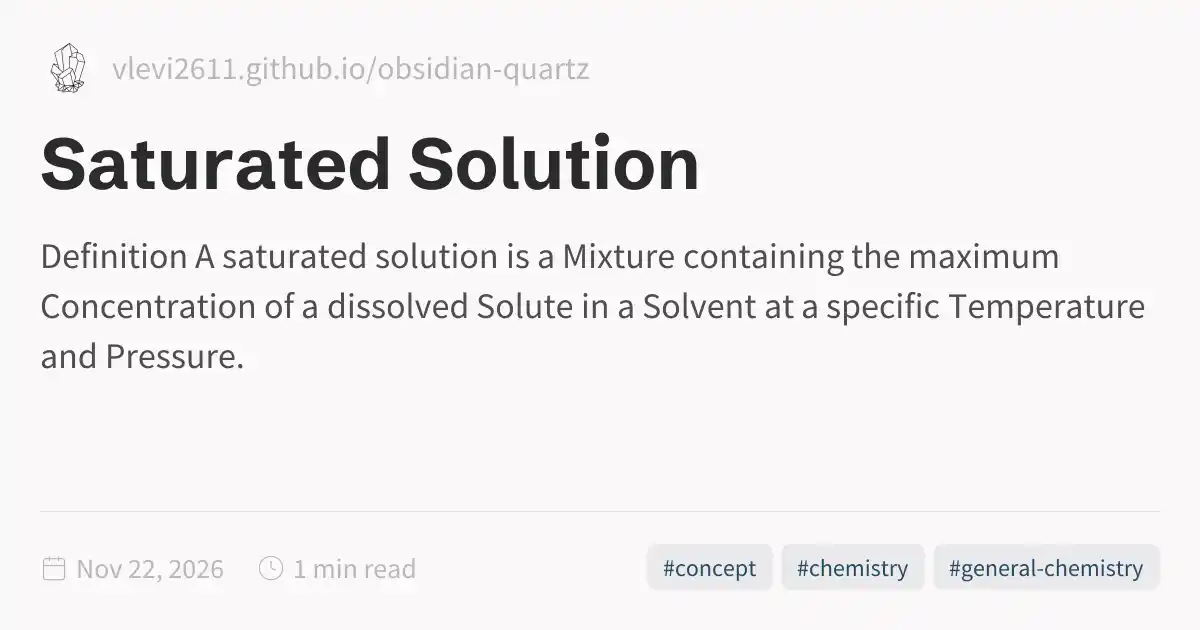 vlevi2611.github.io/obsidian-quartz
Saturated Solution
Definition A saturated solution is a Mixture containing the maximum
Concentration of a dissolved Solute in a Solvent at a specific Temperature
and Pressure.
Nov 22, 2026 1 min read #concept #chemistry #general-chemistry